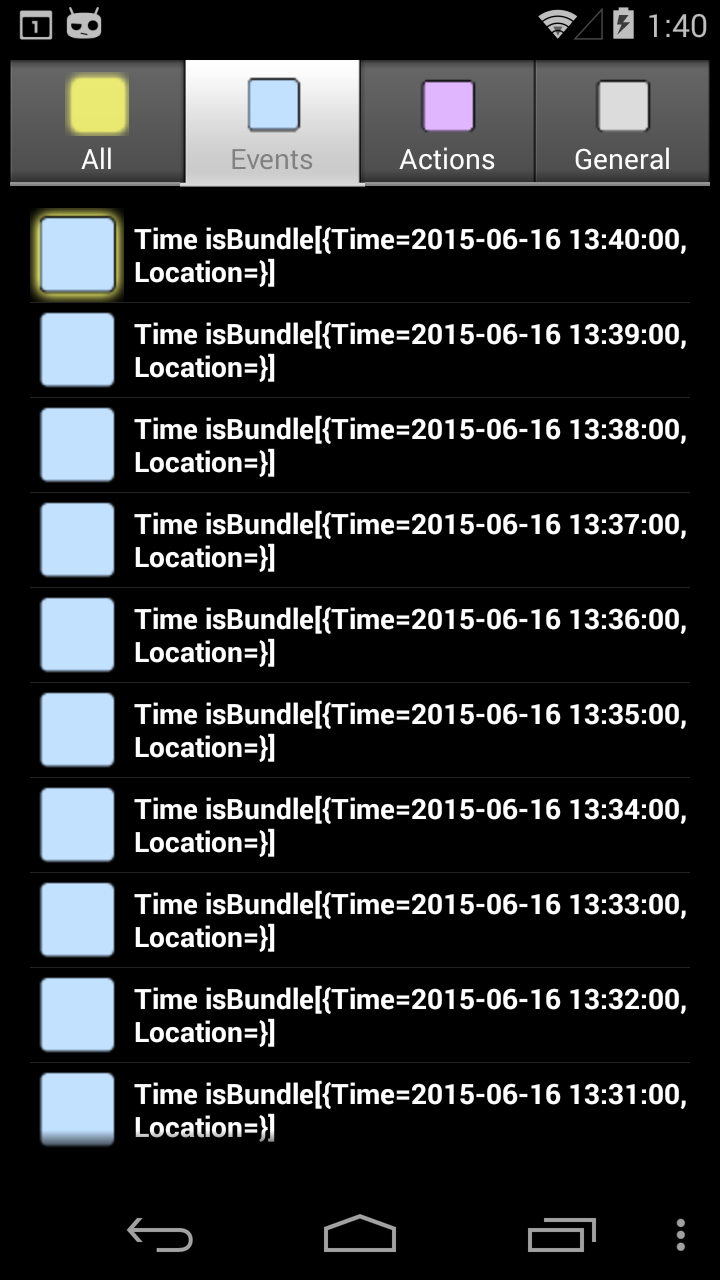 1
1:40
All
Events
Actions
General
Time isBundle[{Time=2015-06-16 13:40:00,
Location=}]
Time isBundle[{Time=2015-06-16 13:39:00,
Location=}]
Time isBundle[{Time=2015-06-16 13:38:00,
Location=}]
Time isBundle[{Time=2015-06-16 13:37:00,
Location=}]
Time isBundle[{Time=2015-06-16 13:36:00,
Location=}]
Time isBundle[{Time=2015-06-16 13:35:00,
Location=}]
Time isBundle[{Time=2015-06-16 13:34:00,
Location=}]
Time isBundle[{Time=2015-06-16 13:33:00,
Location=}]
Time isBundle[{Time=2015-06-16 13:32:00,
Location=}]
Time isBundle[{Time=2015-06-16 13:31:00,
Location=}]